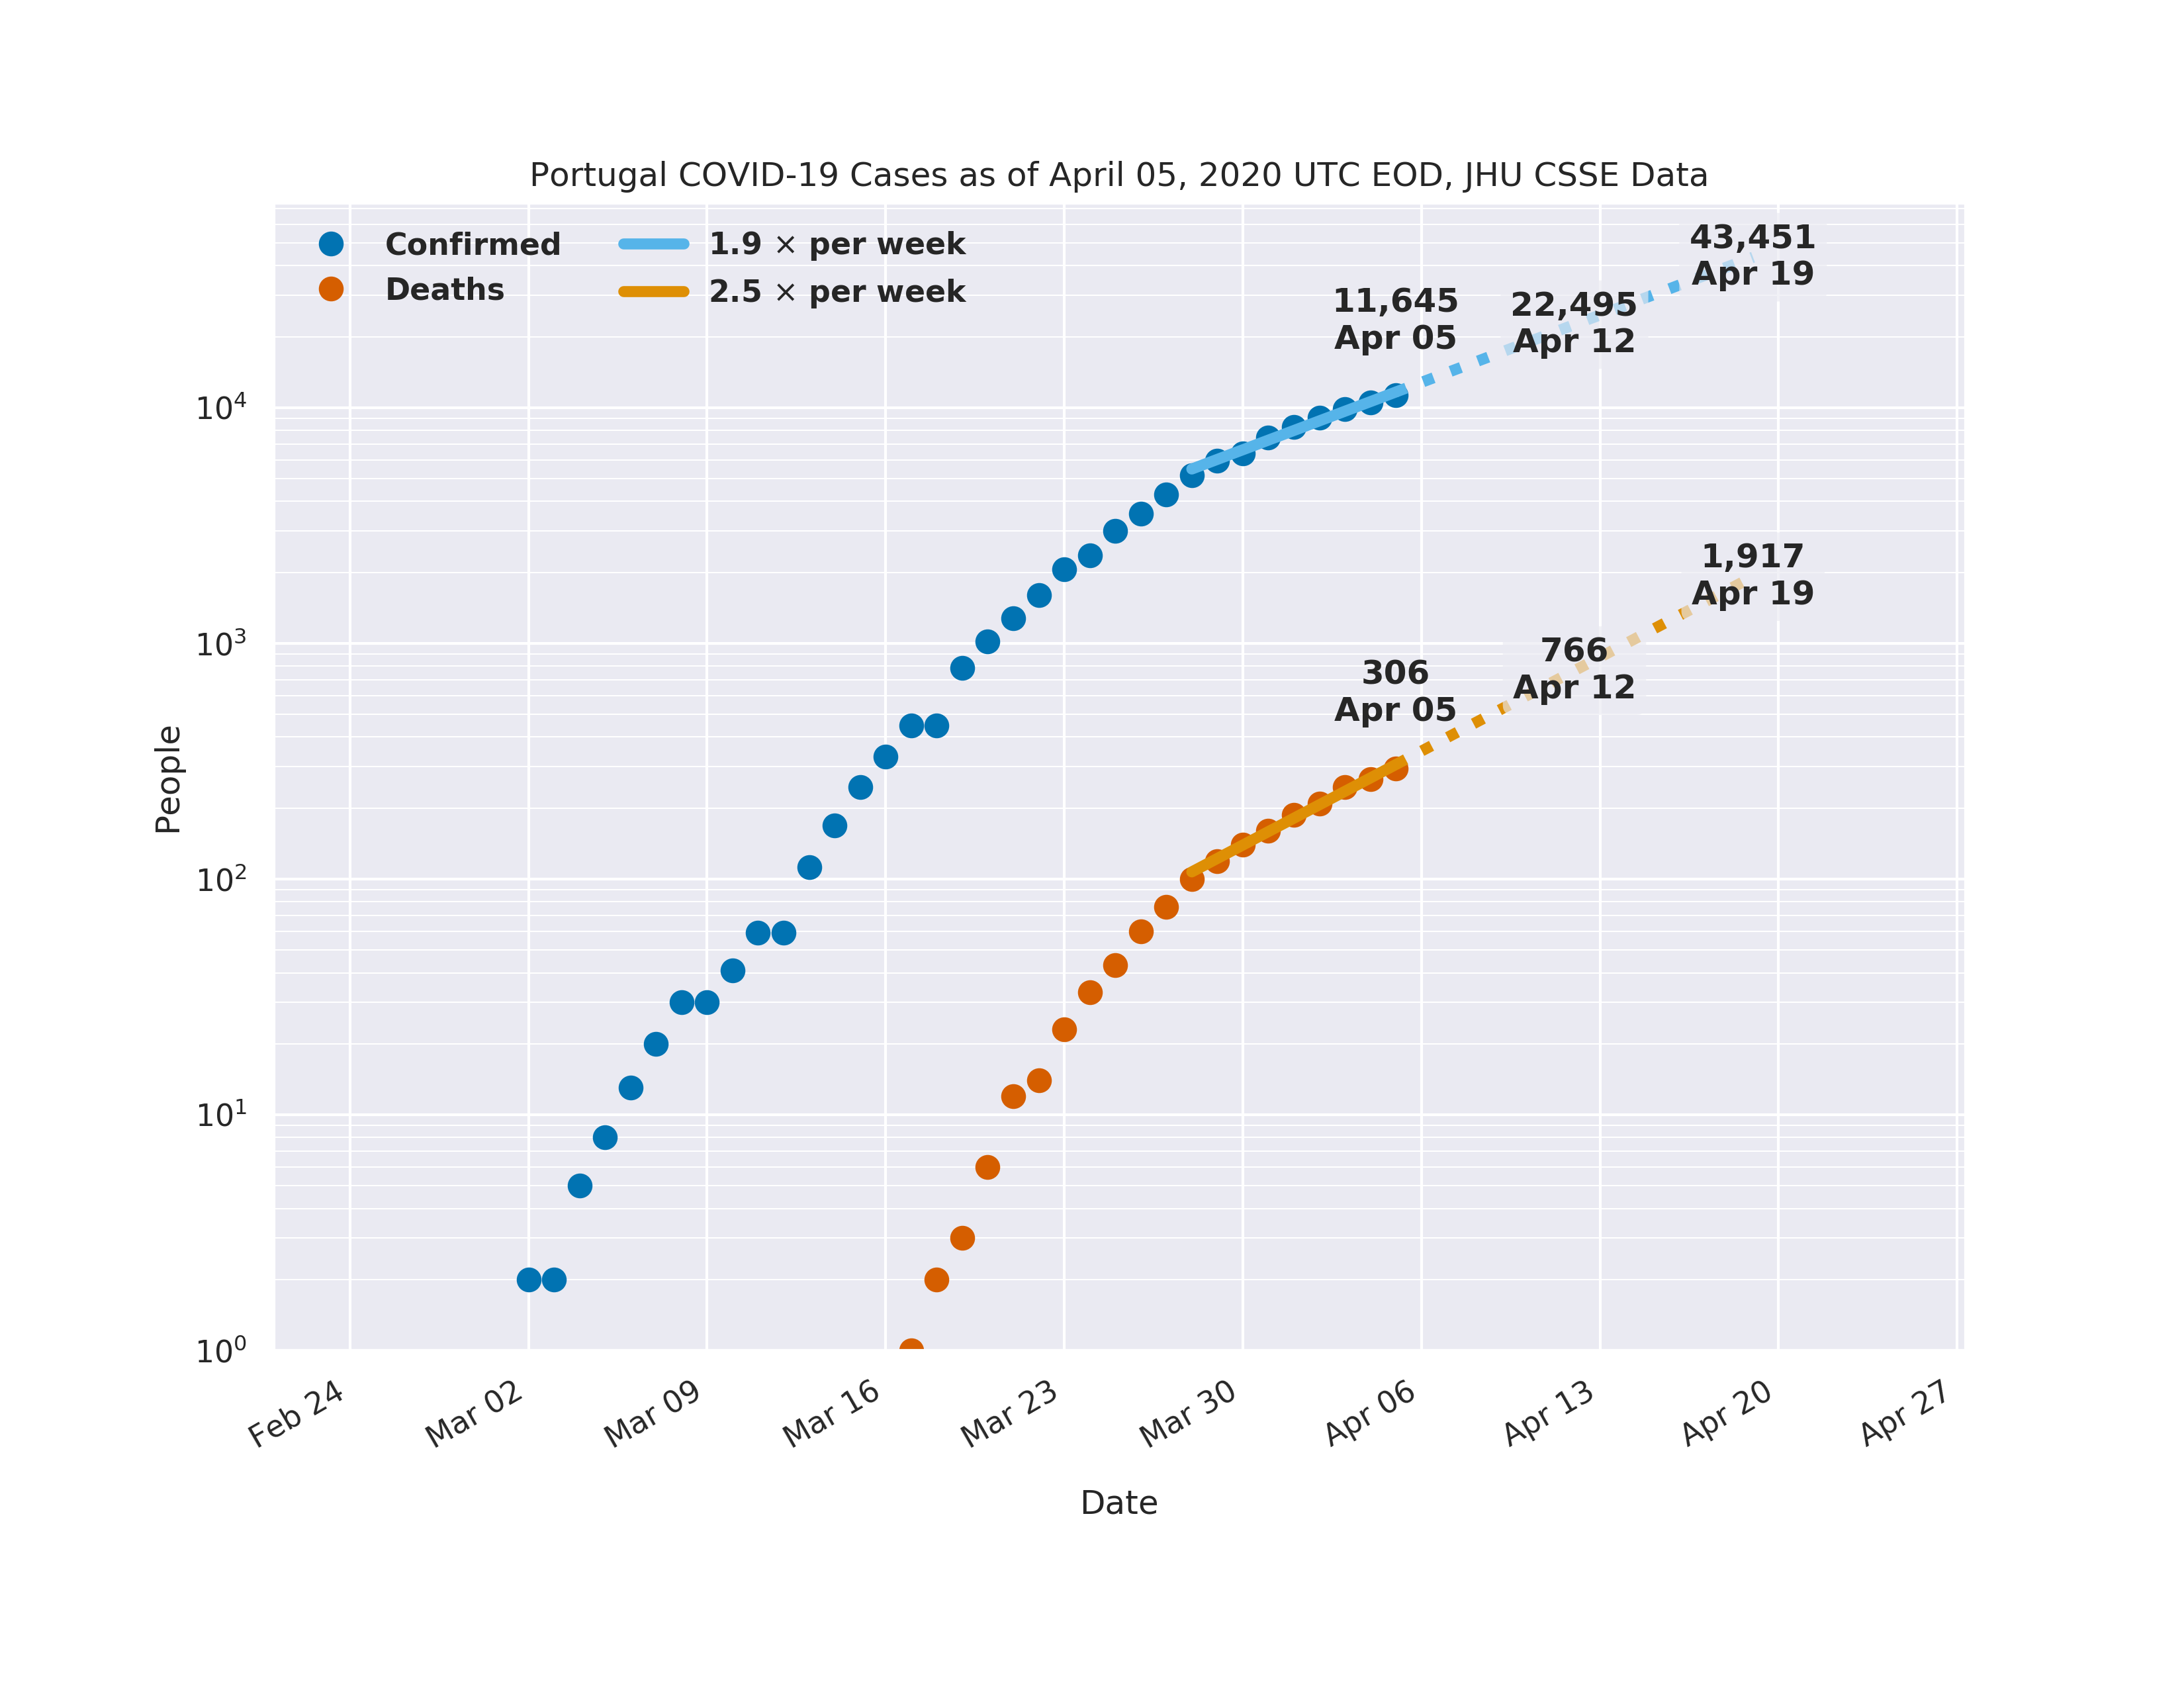 Portugal COVID-19 Cases as of April 05, 2020 UTC EOD, JHU CSSE Data
Confirmed
Deaths
1.9 × per week
2.5 × per week
43,451
Apr 19
11,645
Apr 05
22,495
Apr 12
1,917
Apr 19
766
Apr 12
306
Apr 05
10⁴
10³
10²
10¹
10⁰
People
Feb 24
Mar 02
Mar 09
Mar 16
Mar 23
Mar 30
Apr 06
Apr 13
Apr 20
Apr 27
Date